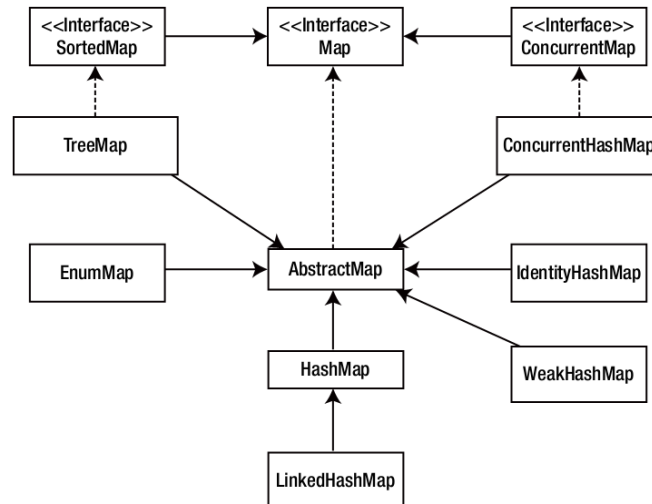 <<Interface>>
SortedMap
<<Interface>>
Map
<<Interface>>
ConcurrentMap
TreeMap
ConcurrentHashMap
EnumMap
AbstractMap
IdentityHashMap
HashMap
WeakHashMap
LinkedHashMap